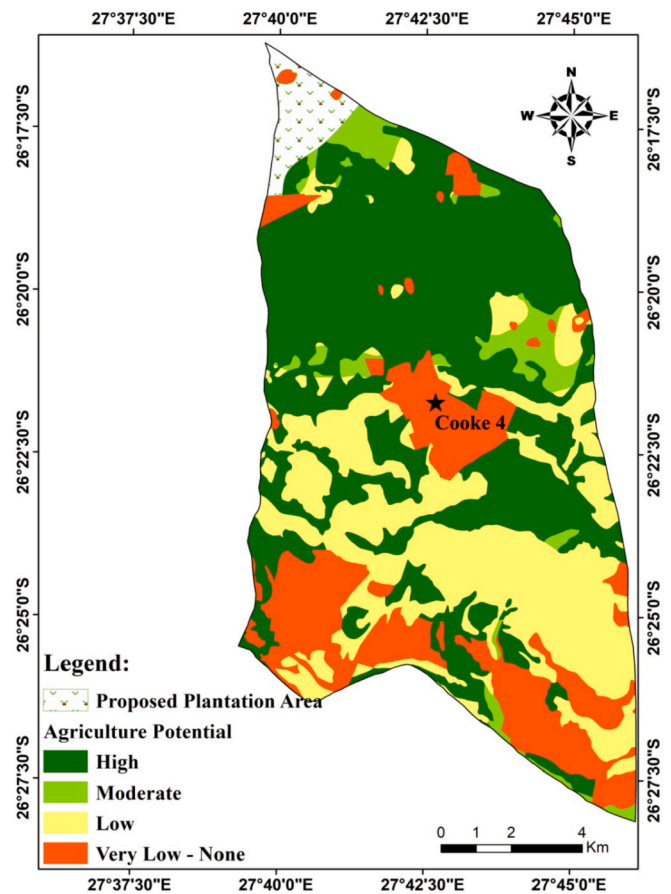 27°37'30"E 27°40'0"E 27°42'30"E 27°45'0"E
N
W E
S
26°17'30"S 26°17'30"S
26°20'0"S 26°20'0"S
Cooke 4
26°22'30"S 26°22'30"S
26°25'0"S 26°25'0"S
Legend:
Proposed Plantation Area
Agriculture Potential
High
Moderate
Low
Very Low - None
26°27'30"S 26°27'30"S
0 1 2 4
Km
27°37'30"E 27°40'0"E 27°42'30"E 27°45'0"E